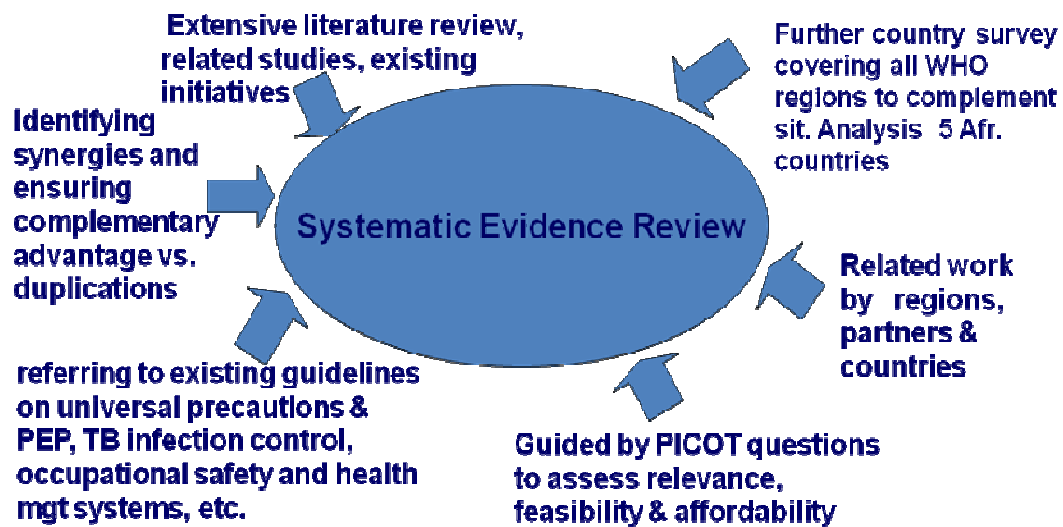 Extensive literature review,
related studies, existing
initiatives
Further country survey
covering all WHO
regions to complement
sit. Analysis 5 Afr.
countries
Identifying
synergies and
ensuring
complementary
advantage vs.
duplications
Systematic Evidence Review
Related work
by regions,
partners &
countries
referring to existing guidelines
on universal precautions &
PEP, TB infection control,
occupational safety and health
mgt systems, etc.
Guided by PICOT questions
to assess relevance,
feasibility & affordability